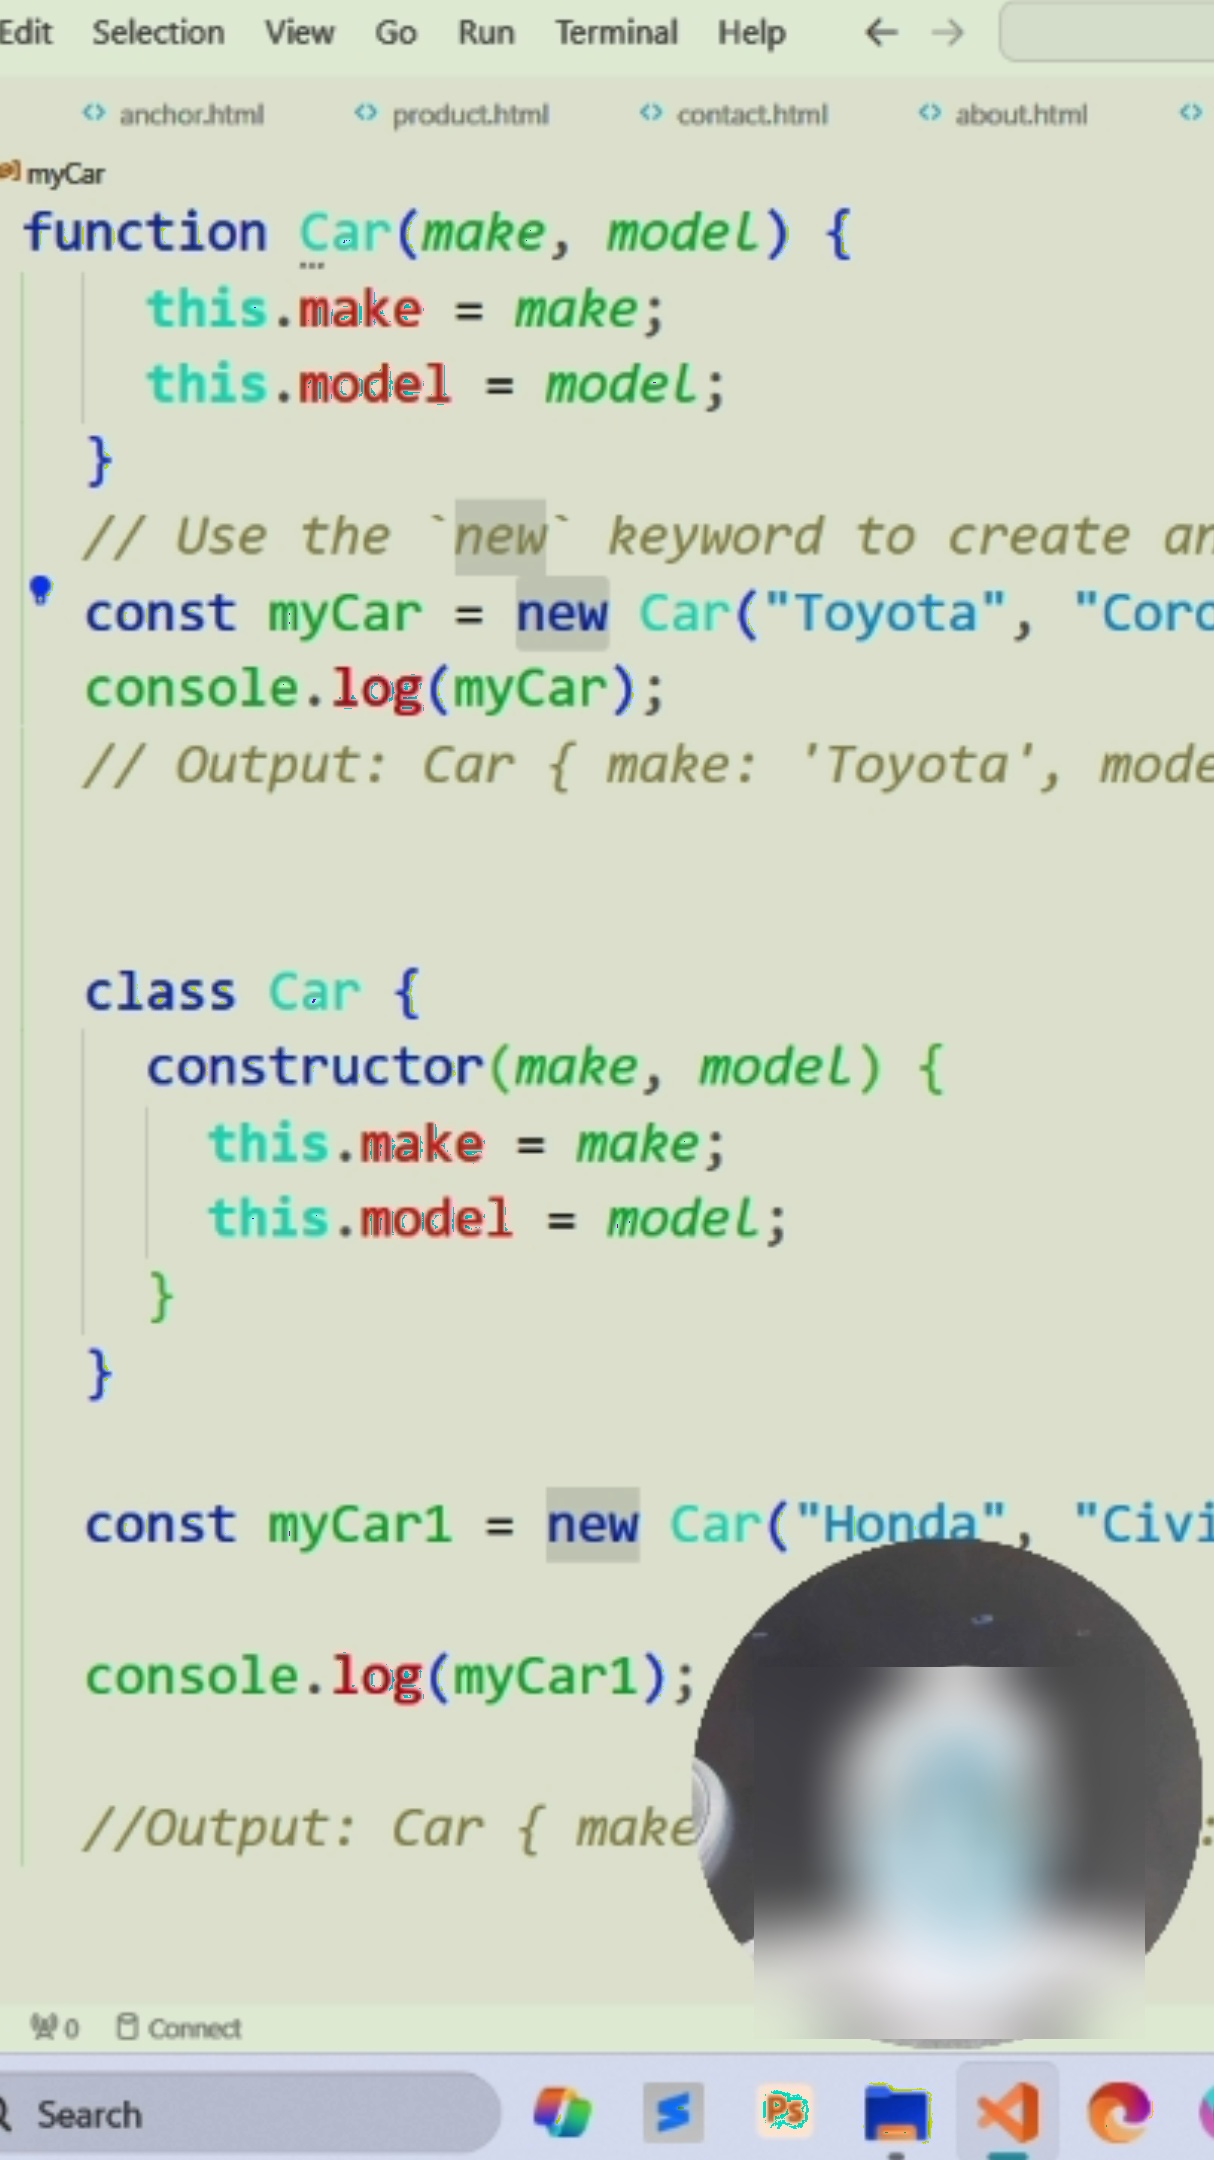 Edit Selection View Go Run Terminal Help
anchor.html product.html contact.html about.html
myCar
function Car(make, model) {
this.make = make;
this.model = model;
}
// Use the `new` keyword to create an
const myCar = new Car("Toyota", "Coro
console.log(myCar);
// Output: Car { make: 'Toyota', mode
class Car {
constructor(make, model) {
this.make = make;
this.model = model;
}
}
const myCar1 = new Car("Honda", "Civi
console.log(myCar1);
//Output: Car { make
0 Connect
Search
Ps